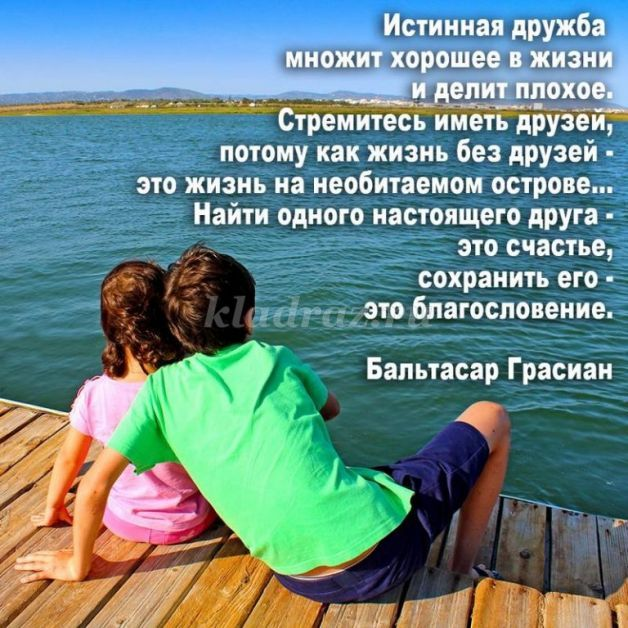 Истинная дружба
множит хорошее в жизни
и делит плохое.
Стремитесь иметь друзей,
потому как жизнь без друзей -
это жизнь на необитаемом острове...
Найти одного настоящего друга -
это счастье,
сохранить его -
kladraz.ru
это благословение.
Бальтасар Грасиан